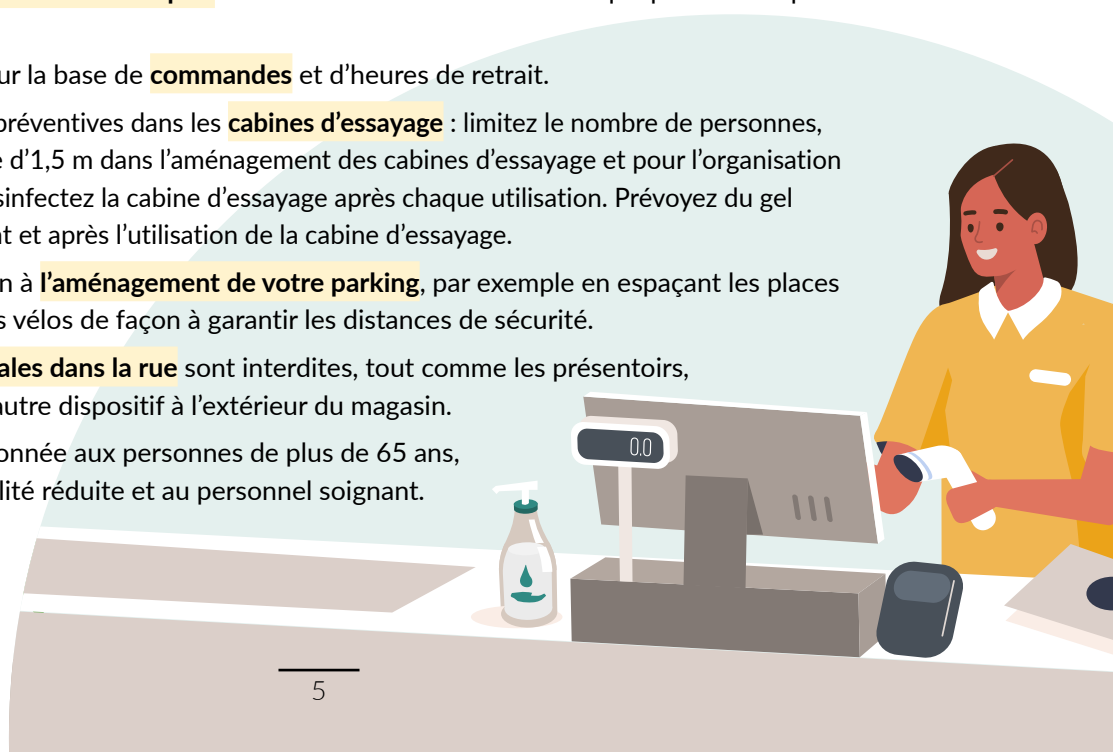 ur la base de commandes et d’heures de retrait.
préventives dans les cabines d’essayage : limitez le nombre de personnes,
d’1,5 m dans l’aménagement des cabines d’essayage et pour l’organisation
sinfectez la cabine d’essayage après chaque utilisation. Prévoyez du gel
et après l’utilisation de la cabine d’essayage.
n à l’aménagement de votre parking, par exemple en espaçant les places
s vélos de façon à garantir les distances de sécurité.
ales dans la rue sont interdites, tout comme les présentoirs,
autre dispositif à l’extérieur du magasin.
onnée aux personnes de plus de 65 ans,
lité réduite et au personnel soignant.
0.0
5